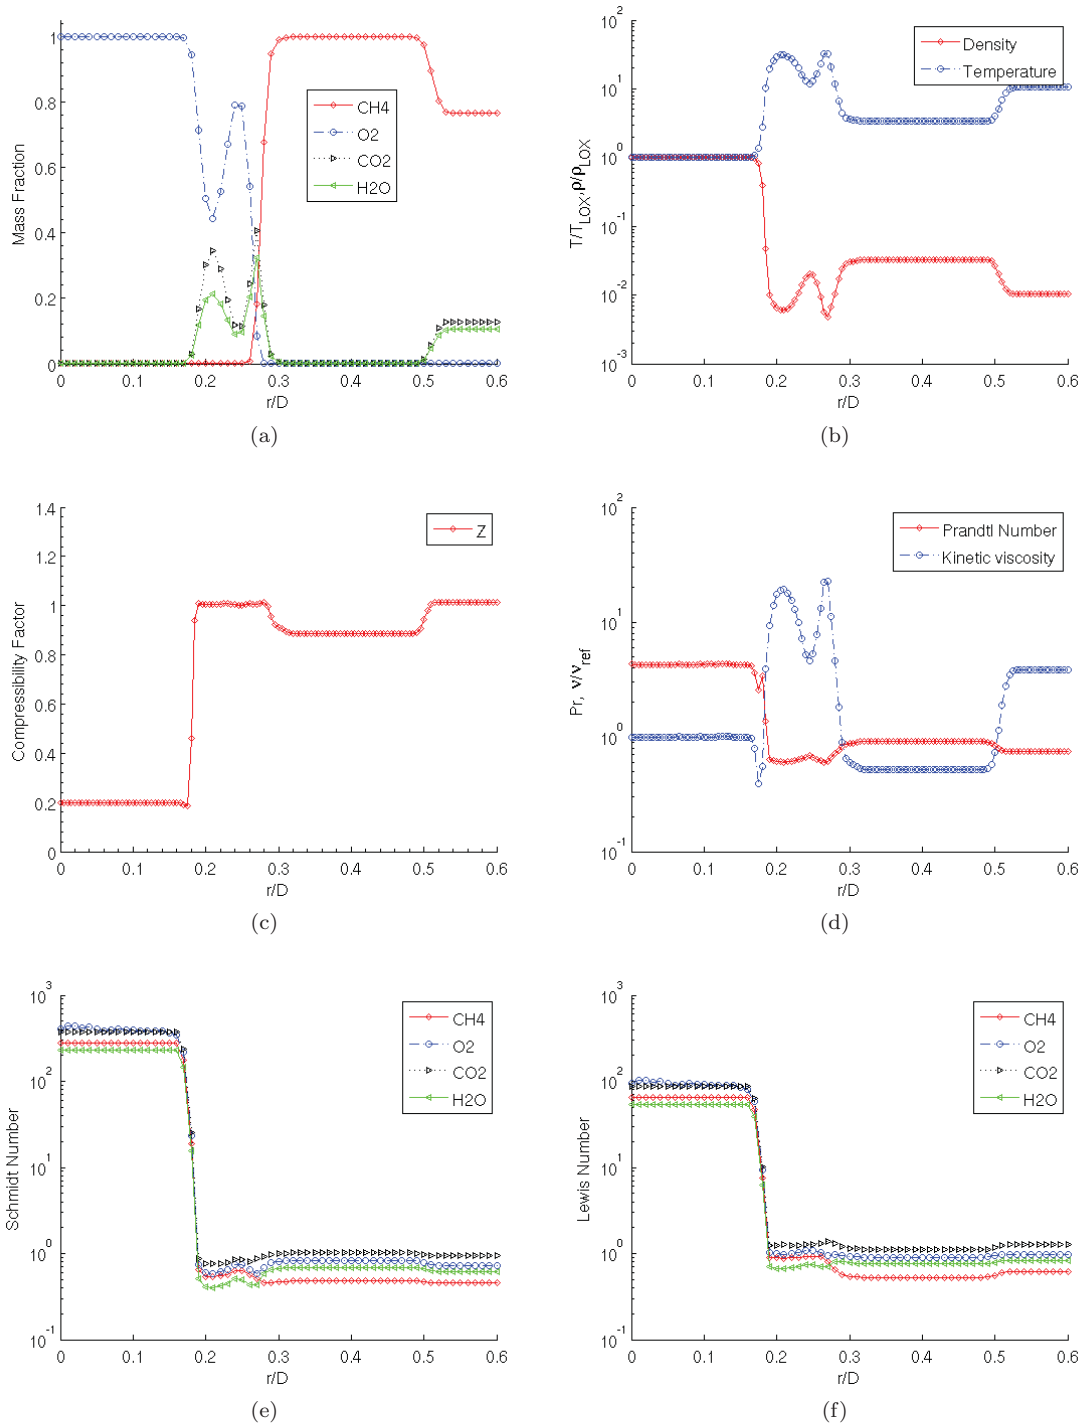 1
0.8
0.6
0.4
0.2
0
Mass Fraction
CH4
O2
CO2
H2O
0 0.1 0.2 0.3 0.4 0.5 0.6
r/D
(a)
10^2
10^1
10^0
10^-1
10^-2
10^-3
T/T_LOX,ρ/ρ_LOX
Density
Temperature
0 0.1 0.2 0.3 0.4 0.5 0.6
r/D
(b)
1.4
1.2
1
0.8
0.6
0.4
0.2
0
Compressibility Factor
Z
0 0.1 0.2 0.3 0.4 0.5 0.6
r/D
(c)
10^2
10^1
10^0
10^-1
Pr, ν/ν_ref
Prandtl Number
Kinetic viscosity
0 0.1 0.2 0.3 0.4 0.5 0.6
r/D
(d)
10^3
10^2
10^1
10^0
10^-1
Schmidt Number
CH4
O2
CO2
H2O
0 0.1 0.2 0.3 0.4 0.5 0.6
r/D
(e)
10^3
10^2
10^1
10^0
10^-1
Lewis Number
CH4
O2
CO2
H2O
0 0.1 0.2 0.3 0.4 0.5 0.6
r/D
(f)